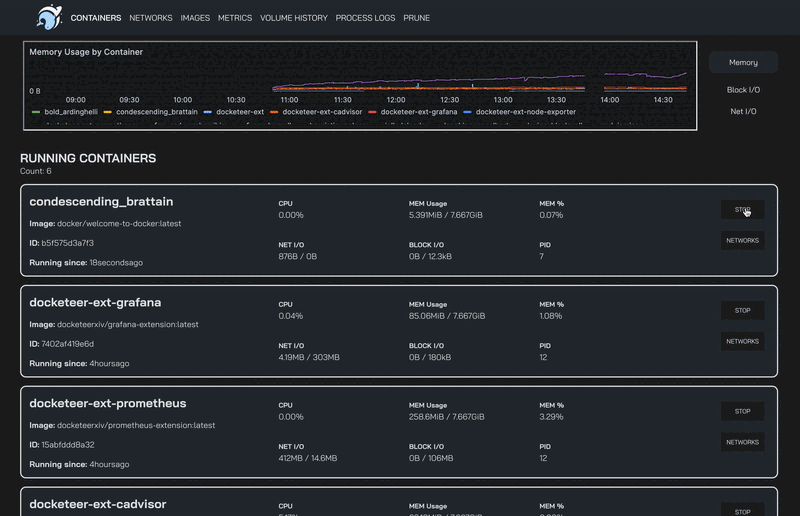 CONTAINERS NETWORKS IMAGES METRICS VOLUME HISTORY PROCESS LOGS PRUNE
Memory Usage by Container
0 B
09:00 09:30 10:00 10:30 11:00 11:30 12:00 12:30 13:00 13:30 14:00 14:30
bold_ardinghelli condescending_brattain docketeer-ext docketeer-ext-cadvisor docketeer-ext-grafana docketeer-ext-node-exporter
Memory
Block I/O
Net I/O
RUNNING CONTAINERS
Count: 6
condescending_brattain
Image: docker/welcome-to-docker:latest
ID: b5f575d3a7f3
Running since: 18secondsago
CPU MEM Usage MEM %
0.00% 5.391MiB / 7.667GiB 0.07%
NET I/O BLOCK I/O PID
876B / 0B 0B / 12.3kB 7
STOP
NETWORKS
docketeer-ext-grafana
Image: docketeerxiv/grafana-extension:latest
ID: 7402af419e6d
Running since: 4hoursago
CPU MEM Usage MEM %
0.04% 85.06MiB / 7.667GiB 1.08%
NET I/O BLOCK I/O PID
4.19MB / 303MB 0B / 180kB 12
STOP
NETWORKS
docketeer-ext-prometheus
Image: docketeerxiv/prometheus-extension:latest
ID: 15abfddd8a32
Running since: 4hoursago
CPU MEM Usage MEM %
0.00% 258.6MiB / 7.667GiB 3.29%
NET I/O BLOCK I/O PID
412MB / 14.6MB 0B / 106MB 12
STOP
NETWORKS
docketeer-ext-cadvisor
CPU MEM Usage MEM %
STOP